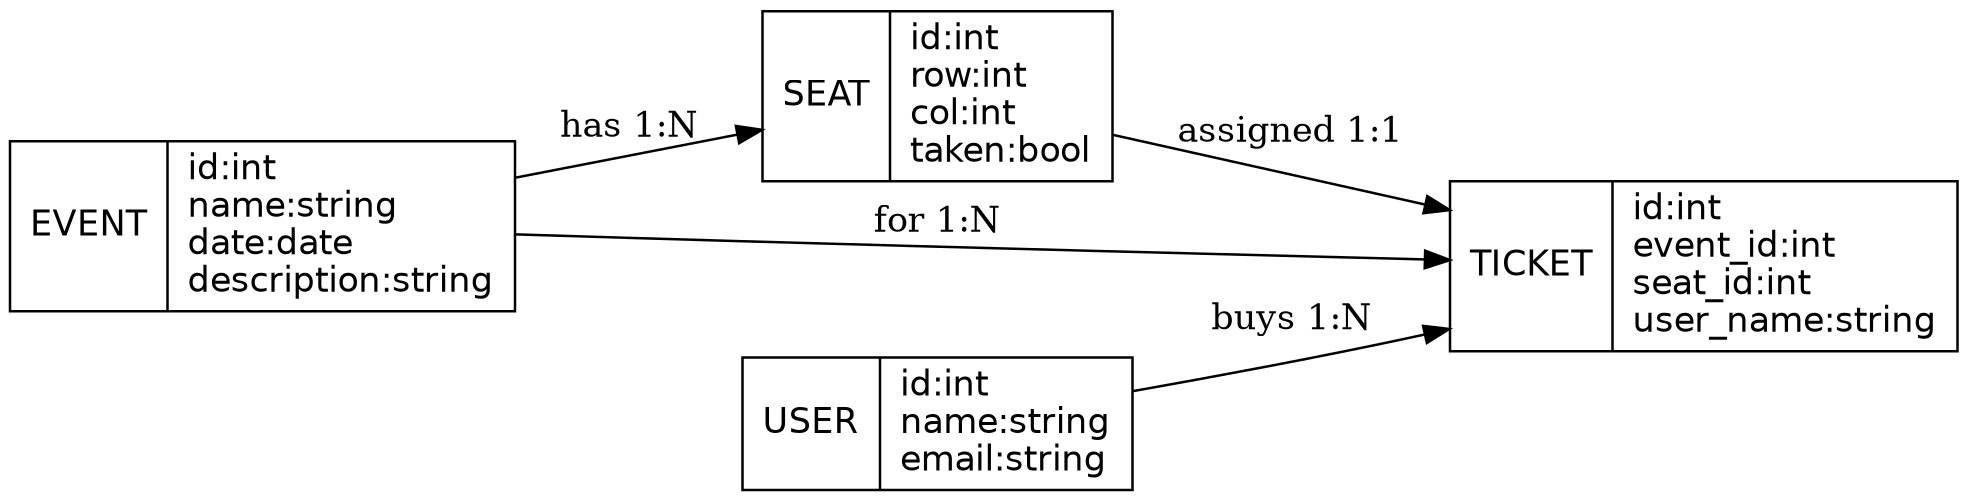 EVENT
id:int
name:string
date:date
description:string
has 1:N
SEAT
id:int
row:int
col:int
taken:bool
for 1:N
assigned 1:1
USER
id:int
name:string
email:string
buys 1:N
TICKET
id:int
event_id:int
seat_id:int
user_name:string